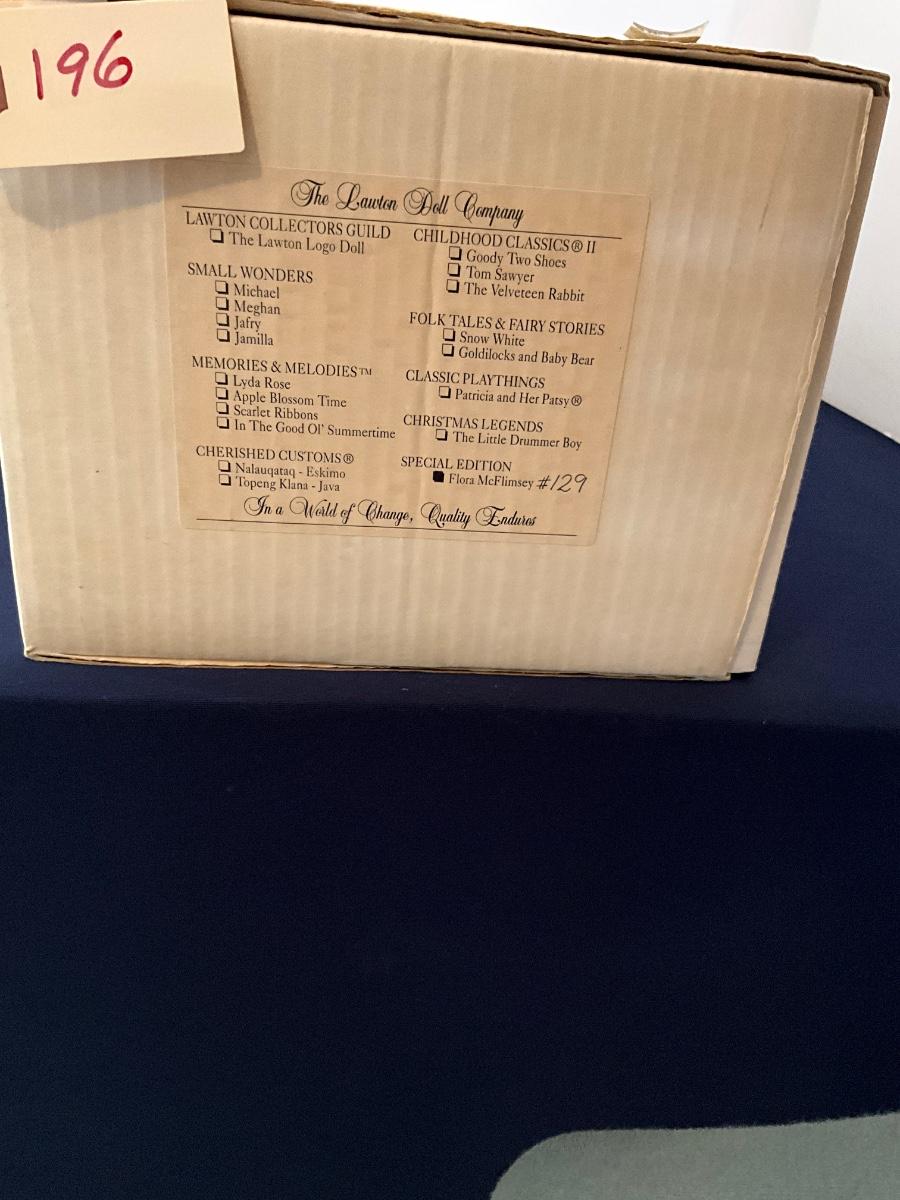 196
The Lawton Doll Company
LAWTON COLLECTORS GUILD
❑ The Lawton Logo Doll
SMALL WONDERS
❑ Michael
❑ Meghan
❑ Jafry
❑ Jamilla
MEMORIES & MELODIES™
❑ Lyda Rose
❑ Apple Blossom Time
❑ Scarlet Ribbons
❑ In The Good Ol' Summertime
CHERISHED CUSTOMS®
❑ Nalauqataq - Eskimo
❑ Topeng Klana - Java
CHILDHOOD CLASSICS® II
❑ Goody Two Shoes
❑ Tom Sawyer
❑ The Velveteen Rabbit
FOLK TALES & FAIRY STORIES
❑ Snow White
❑ Goldilocks and Baby Bear
CLASSIC PLAYTHINGS
❑ Patricia and Her Patsy®
CHRISTMAS LEGENDS
❑ The Little Drummer Boy
SPECIAL EDITION
■ Flora McFlimsey #129
In a World of Change, Quality Endures